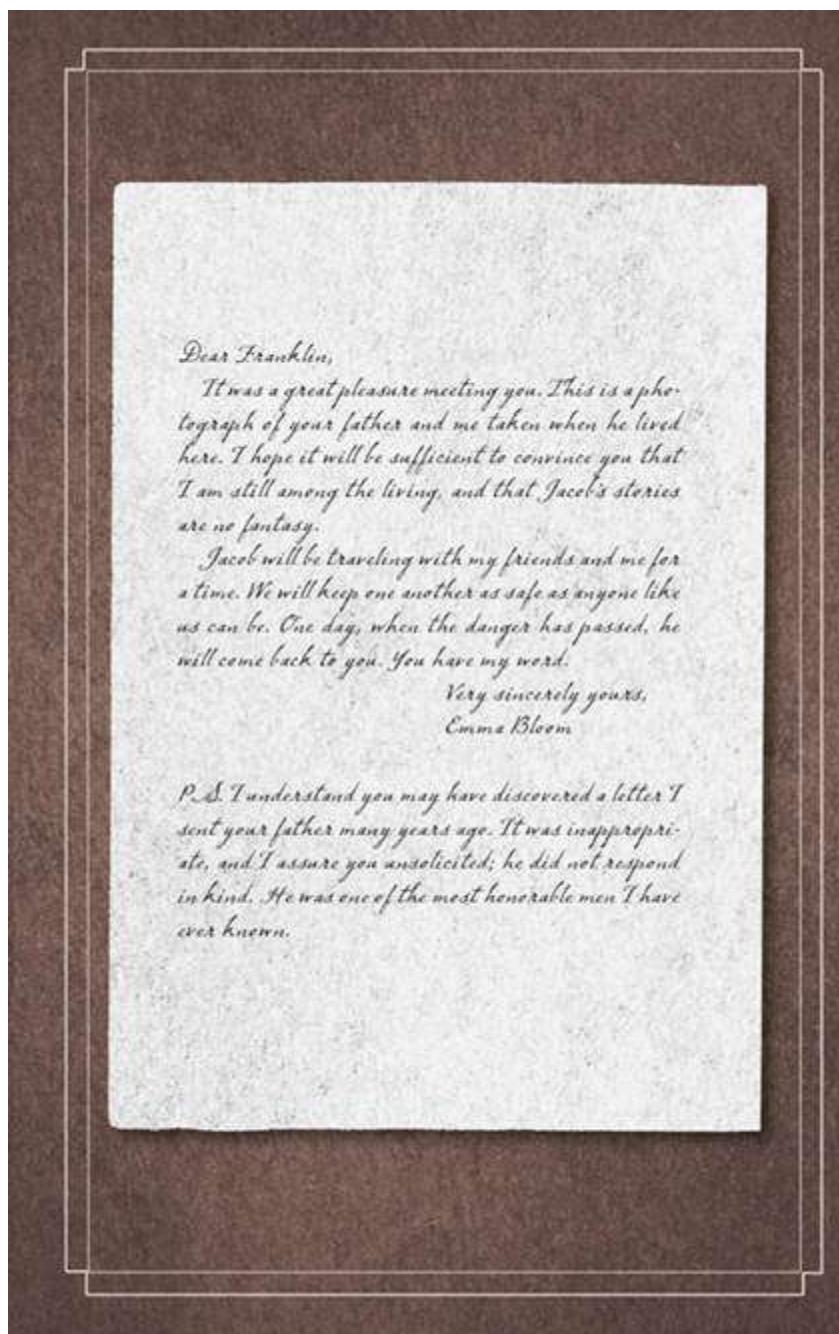 Dear Franklin,
It was a great pleasure meeting you. This is a pho-
tograph of your father and me taken when he lived
here. I hope it will be sufficient to convince you that
I am still among the living, and that Jacob's stories
are no fantasy.
Jacob will be traveling with my friends and me for
a time. We will keep one another as safe as anyone like
us can be. One day, when the danger has passed, he
will come back to you. You have my word.
Very sincerely yours,
Emma Bloom
P.S. I understand you may have discovered a letter I
sent your father many years ago. It was inappropri-
ate, and I assure you unsolicited; he did not respond
in kind. He was one of the most honorable men I have
ever known.